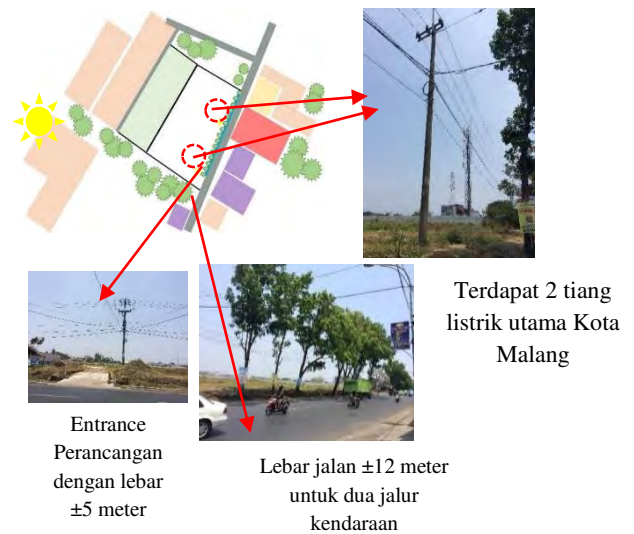 Terdapat 2 tiang
listrik utama Kota
Malang
Entrance
Perancangan
dengan lebar
±5 meter
Lebar jalan ±12 meter
untuk dua jalur
kendaraan